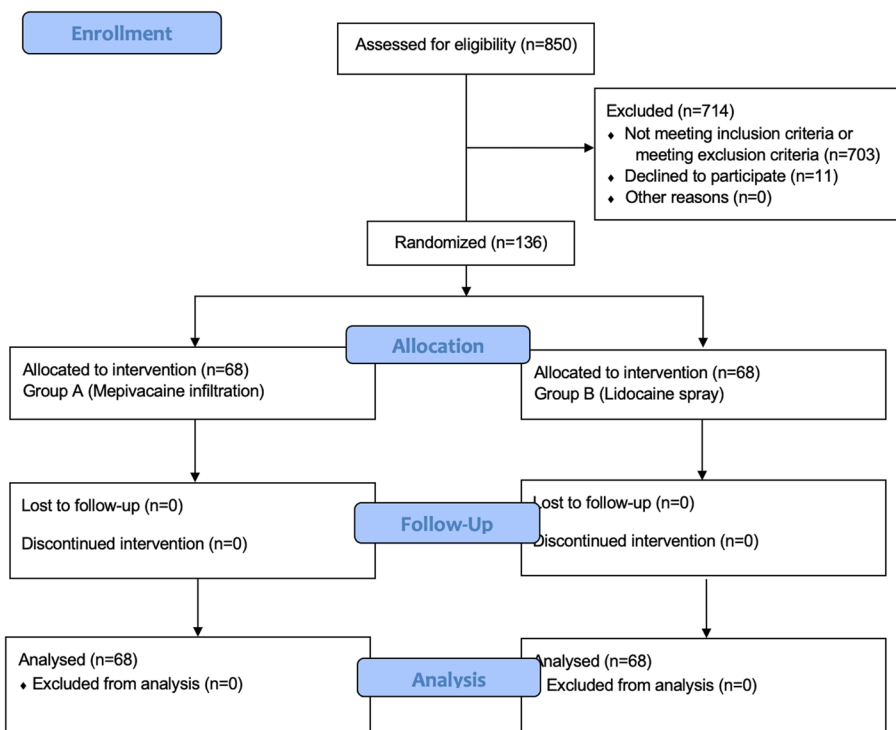 Enrollment
Assessed for eligibility (n=850)
Excluded (n=714)
♦ Not meeting inclusion criteria or
meeting exclusion criteria (n=703)
♦ Declined to participate (n=11)
♦ Other reasons (n=0)
Randomized (n=136)
Allocation
Allocated to intervention (n=68)
Group A (Mepivacaine infiltration)
Allocated to intervention (n=68)
Group B (Lidocaine spray)
Follow-Up
Lost to follow-up (n=0)
Discontinued intervention (n=0)
Lost to follow-up (n=0)
Discontinued intervention (n=0)
Analysis
Analysed (n=68)
♦ Excluded from analysis (n=0)
Analysed (n=68)
Excluded from analysis (n=0)